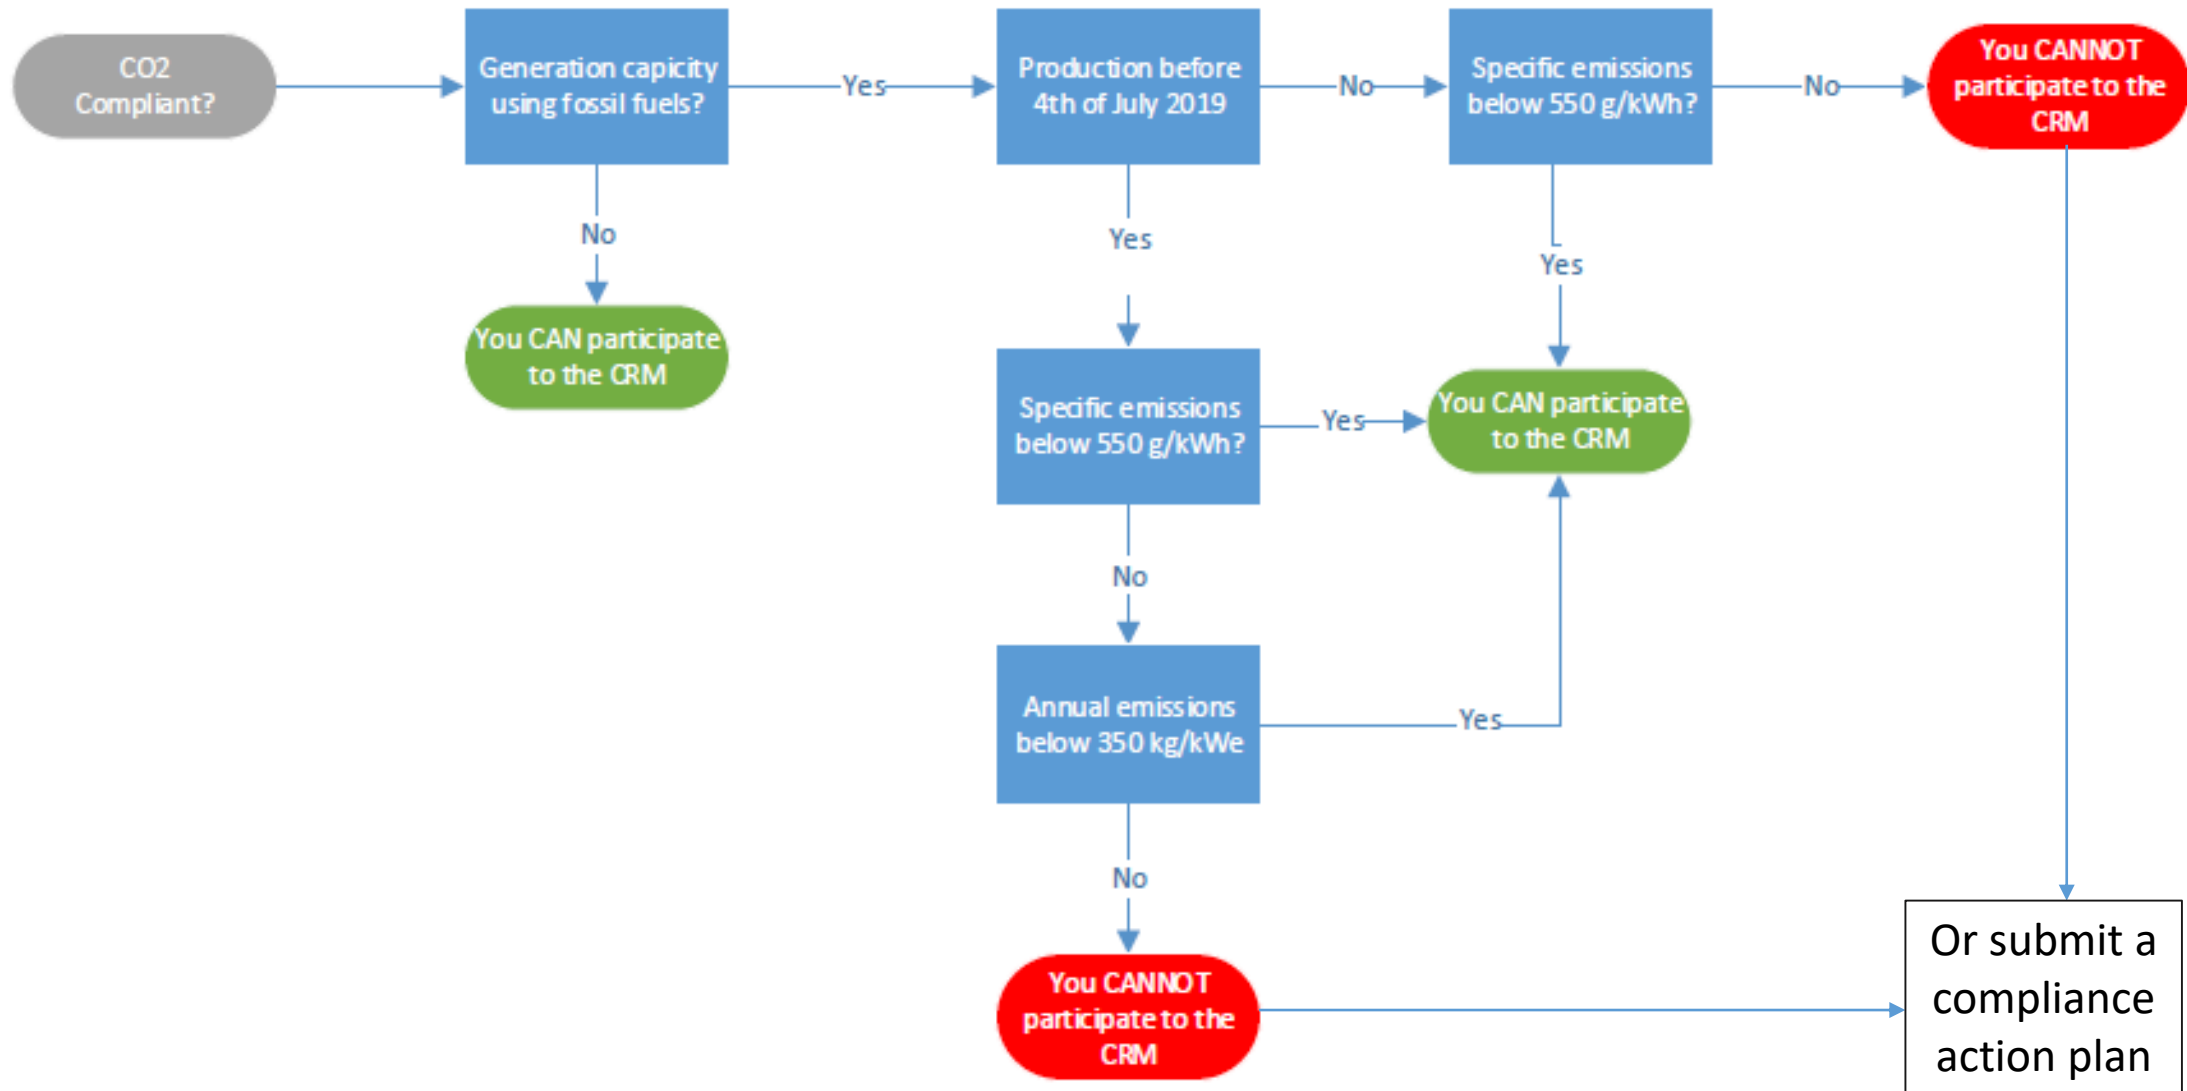 CO2
Compliant?
Generation capicity
using fossil fuels?
Yes
Production before
4th of July 2019
No
Specific emissions
below 550 g/kWh?
No
You CANNOT
participate to the
CRM
No
Yes
Yes
You CAN participate
to the CRM
Specific emissions
below 550 g/kWh?
Yes
You CAN participate
to the CRM
No
Annual emissions
below 350 kg/kWe
Yes
No
You CANNOT
participate to the
CRM
Or submit a
compliance
action plan